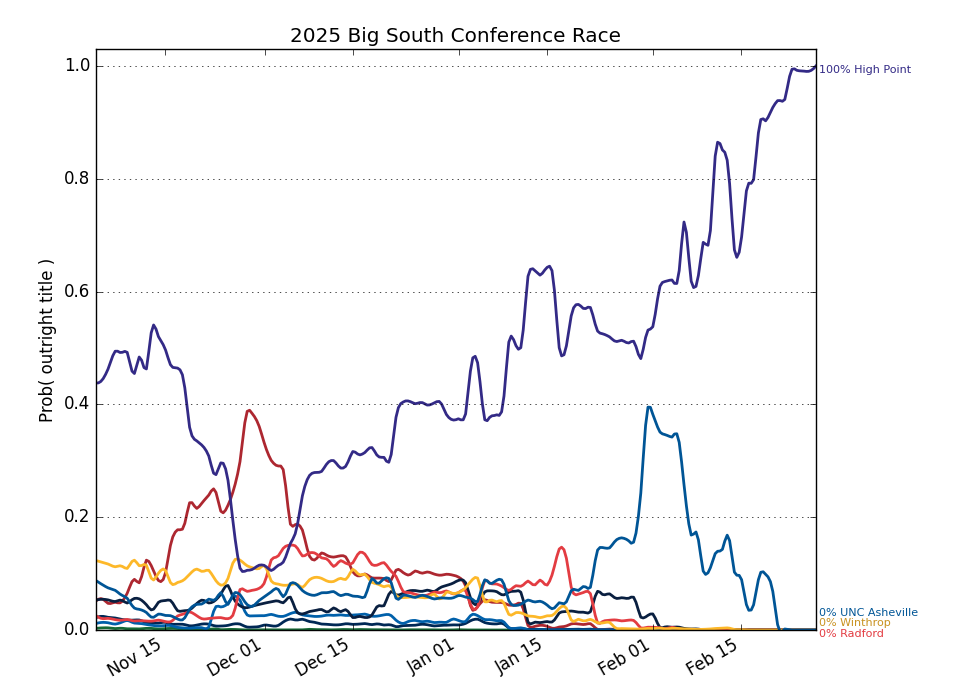 2025 Big South Conference Race
Prob( outright title )
1.0
0.8
0.6
0.4
0.2
0.0
Nov 15
Dec 01
Dec 15
Jan 01
Jan 15
Feb 01
Feb 15
100% High Point
0% UNC Asheville
0% Winthrop
0% Radford